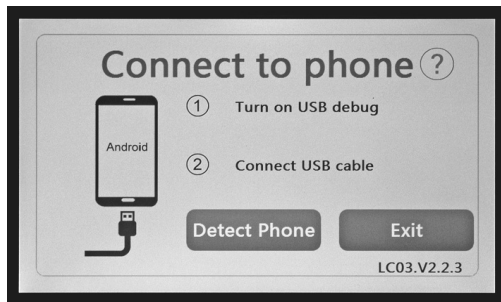 Connect to phone ?
1 Turn on USB debug
Android
2 Connect USB cable
Detect Phone
Exit
LC03.V2.2.3